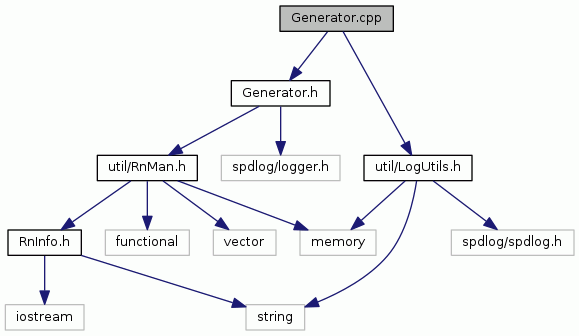 Generator.cpp
Generator.h
util/RnMan.h
spdlog/logger.h
util/LogUtils.h
RnInfo.h
functional
vector
memory
spdlog/spdlog.h
iostream
string